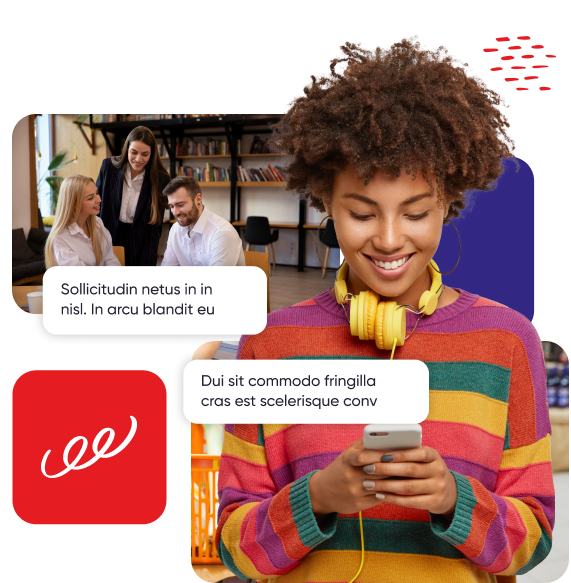 Sollicitudin netus in in
nisl. In arcu blandit eu
Dui sit commodo fringilla
cras est scelerisque conv